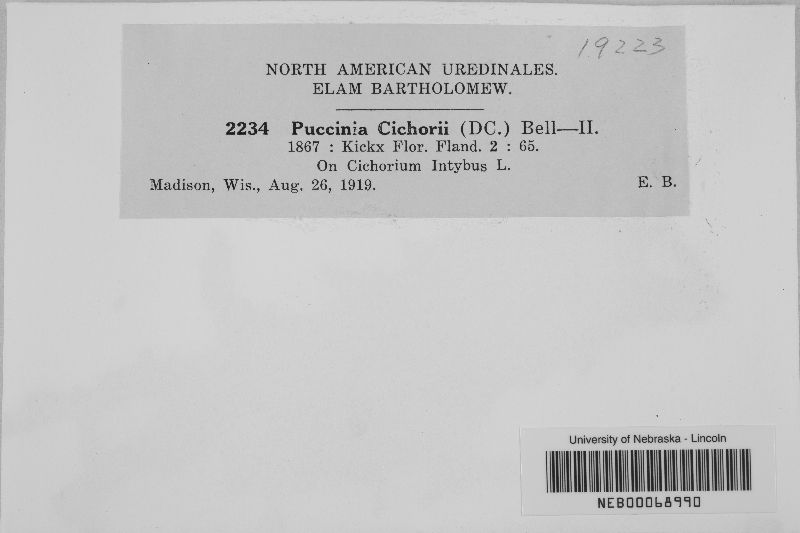 19223
NORTH AMERICAN UREDINALES.
ELAM BARTHOLOMEW.
2234 Puccinia Cichorii (DC.) Bell—II.
1867 : Kickx Flor. Fland. 2 : 65.
On Cichorium Intybus L.
Madison, Wis., Aug. 26, 1919. E. B.
University of Nebraska - Lincoln
NEB00068990